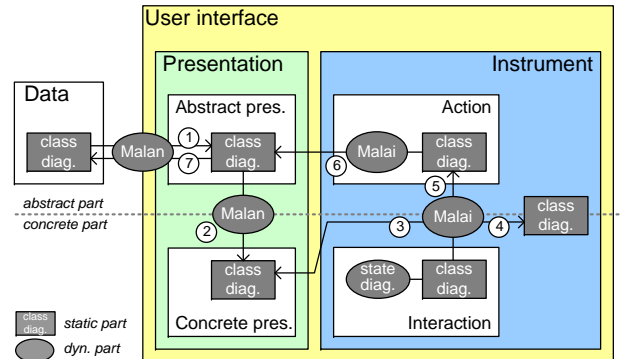 User interface
Presentation
Instrument
Data
Abstract pres.
Action
class
diag.
Malan
1
7
class
diag.
6
Malai
class
diag.
5
abstract part
concrete part
2
Malan
3
Malai
4
class
diag.
class
diag.
state
diag.
class
diag.
Concrete pres.
Interaction
class
diag.
static part
dyn. part